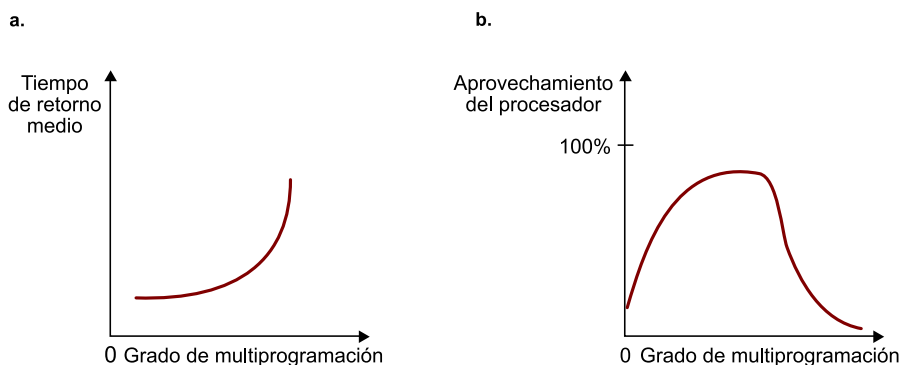 a.
Tiempo
de retorno
medio
0 Grado de multiprogramación
b.
Aprovechamiento
del procesador
100%
0 Grado de multiprogramación